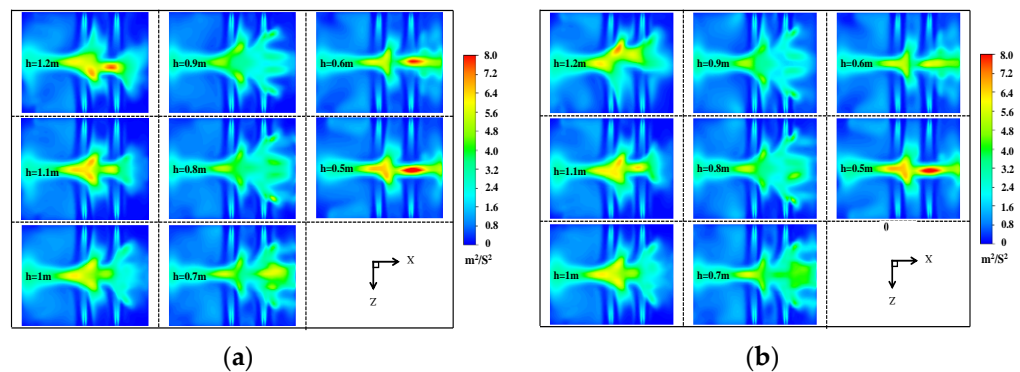 h=1.2m h=0.9m h=0.6m
h=1.1m h=0.8m h=0.5m
h=1m h=0.7m
X
Z
8.0
7.2
6.4
5.6
4.8
4.0
3.2
2.4
1.6
0.8
0
m²/S²
(a)
h=1.2m h=0.9m h=0.6m
h=1.1m h=0.8m h=0.5m
0
h=1m h=0.7m
X
Z
8.0
7.2
6.4
5.6
4.8
4.0
3.2
2.4
1.6
0.8
0
m²/S²
(b)